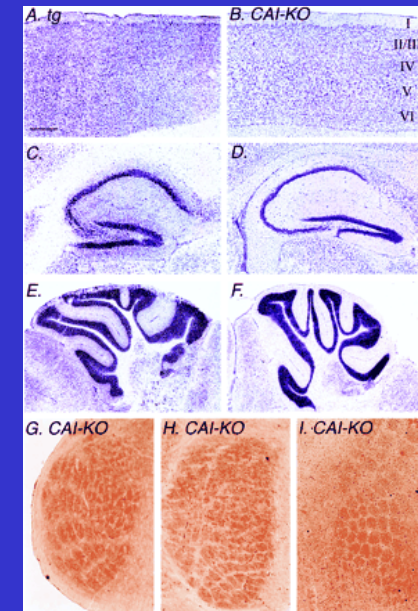 A. tg
B. CAI-KO
I
II/III
IV
V
VI
C.
D.
E.
F.
G. CAI-KO
H. CAI-KO
I. CAI-KO